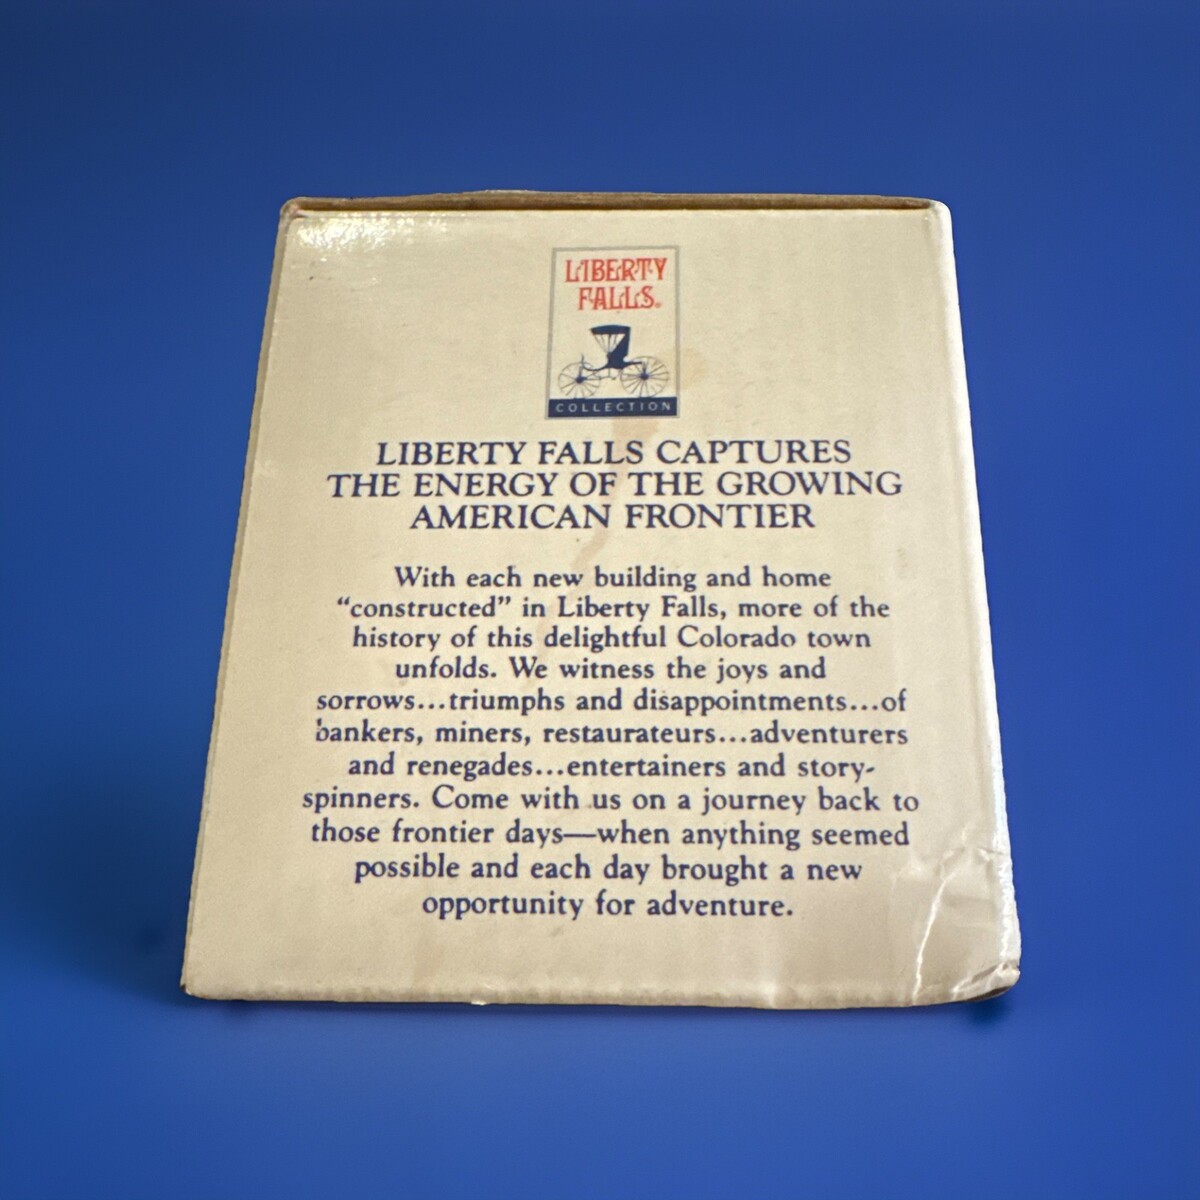 LIBERTY
FALLS®
COLLECTION
LIBERTY FALLS CAPTURES
THE ENERGY OF THE GROWING
AMERICAN FRONTIER
With each new building and home
“constructed” in Liberty Falls, more of the
history of this delightful Colorado town
unfolds. We witness the joys and
sorrows...triumphs and disappointments...of
bankers, miners, restaurateurs...adventurers
and renegades...entertainers and story-
spinners. Come with us on a journey back to
those frontier days—when anything seemed
possible and each day brought a new
opportunity for adventure.